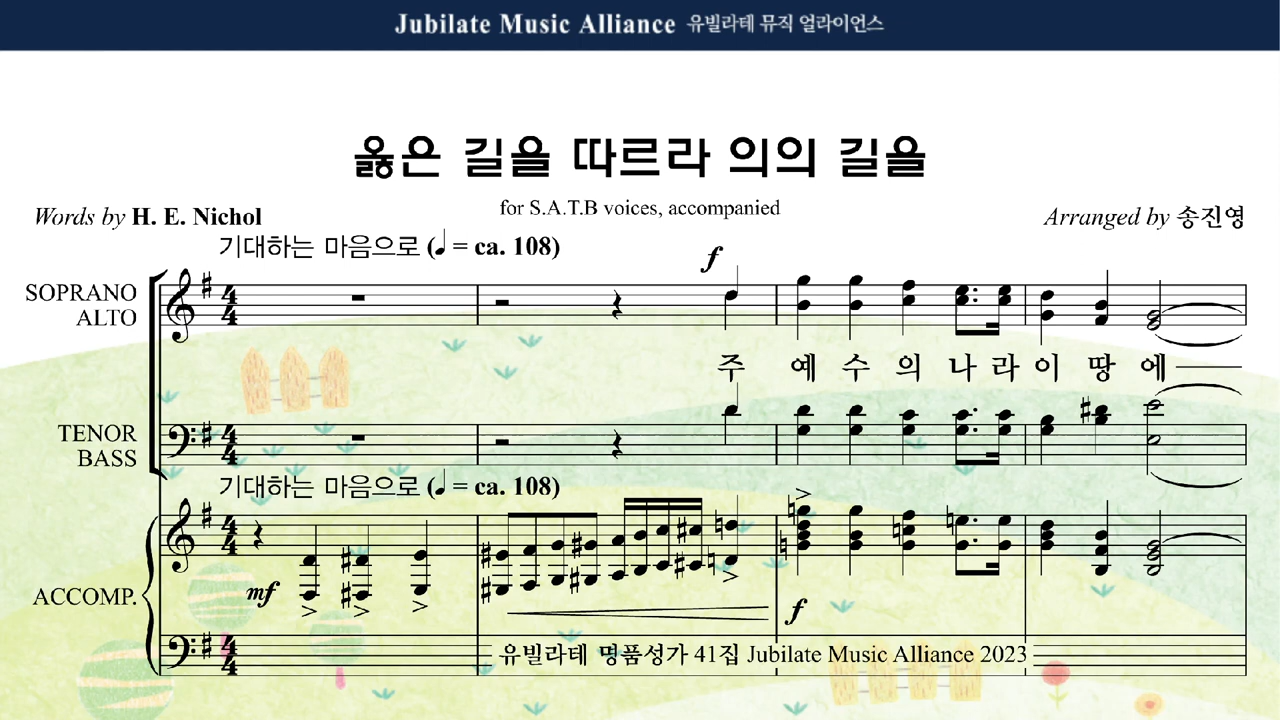 Jubilate Music Alliance 유빌라테 뮤직 얼라이언스
옳은 길을 따르라 의의 길을
for S.A.T.B voices, accompanied
Words by H. E. Nichol
Arranged by 송진영
기대하는 마음으로 (♩ = ca. 108)
f
SOPRANO
ALTO
주 예 수 의 나 라 이 땅 에
TENOR
BASS
기대하는 마음으로 (♩ = ca. 108)
ACCOMP.
mf
f
유빌라테 명품성가 41집 Jubilate Music Alliance 2023